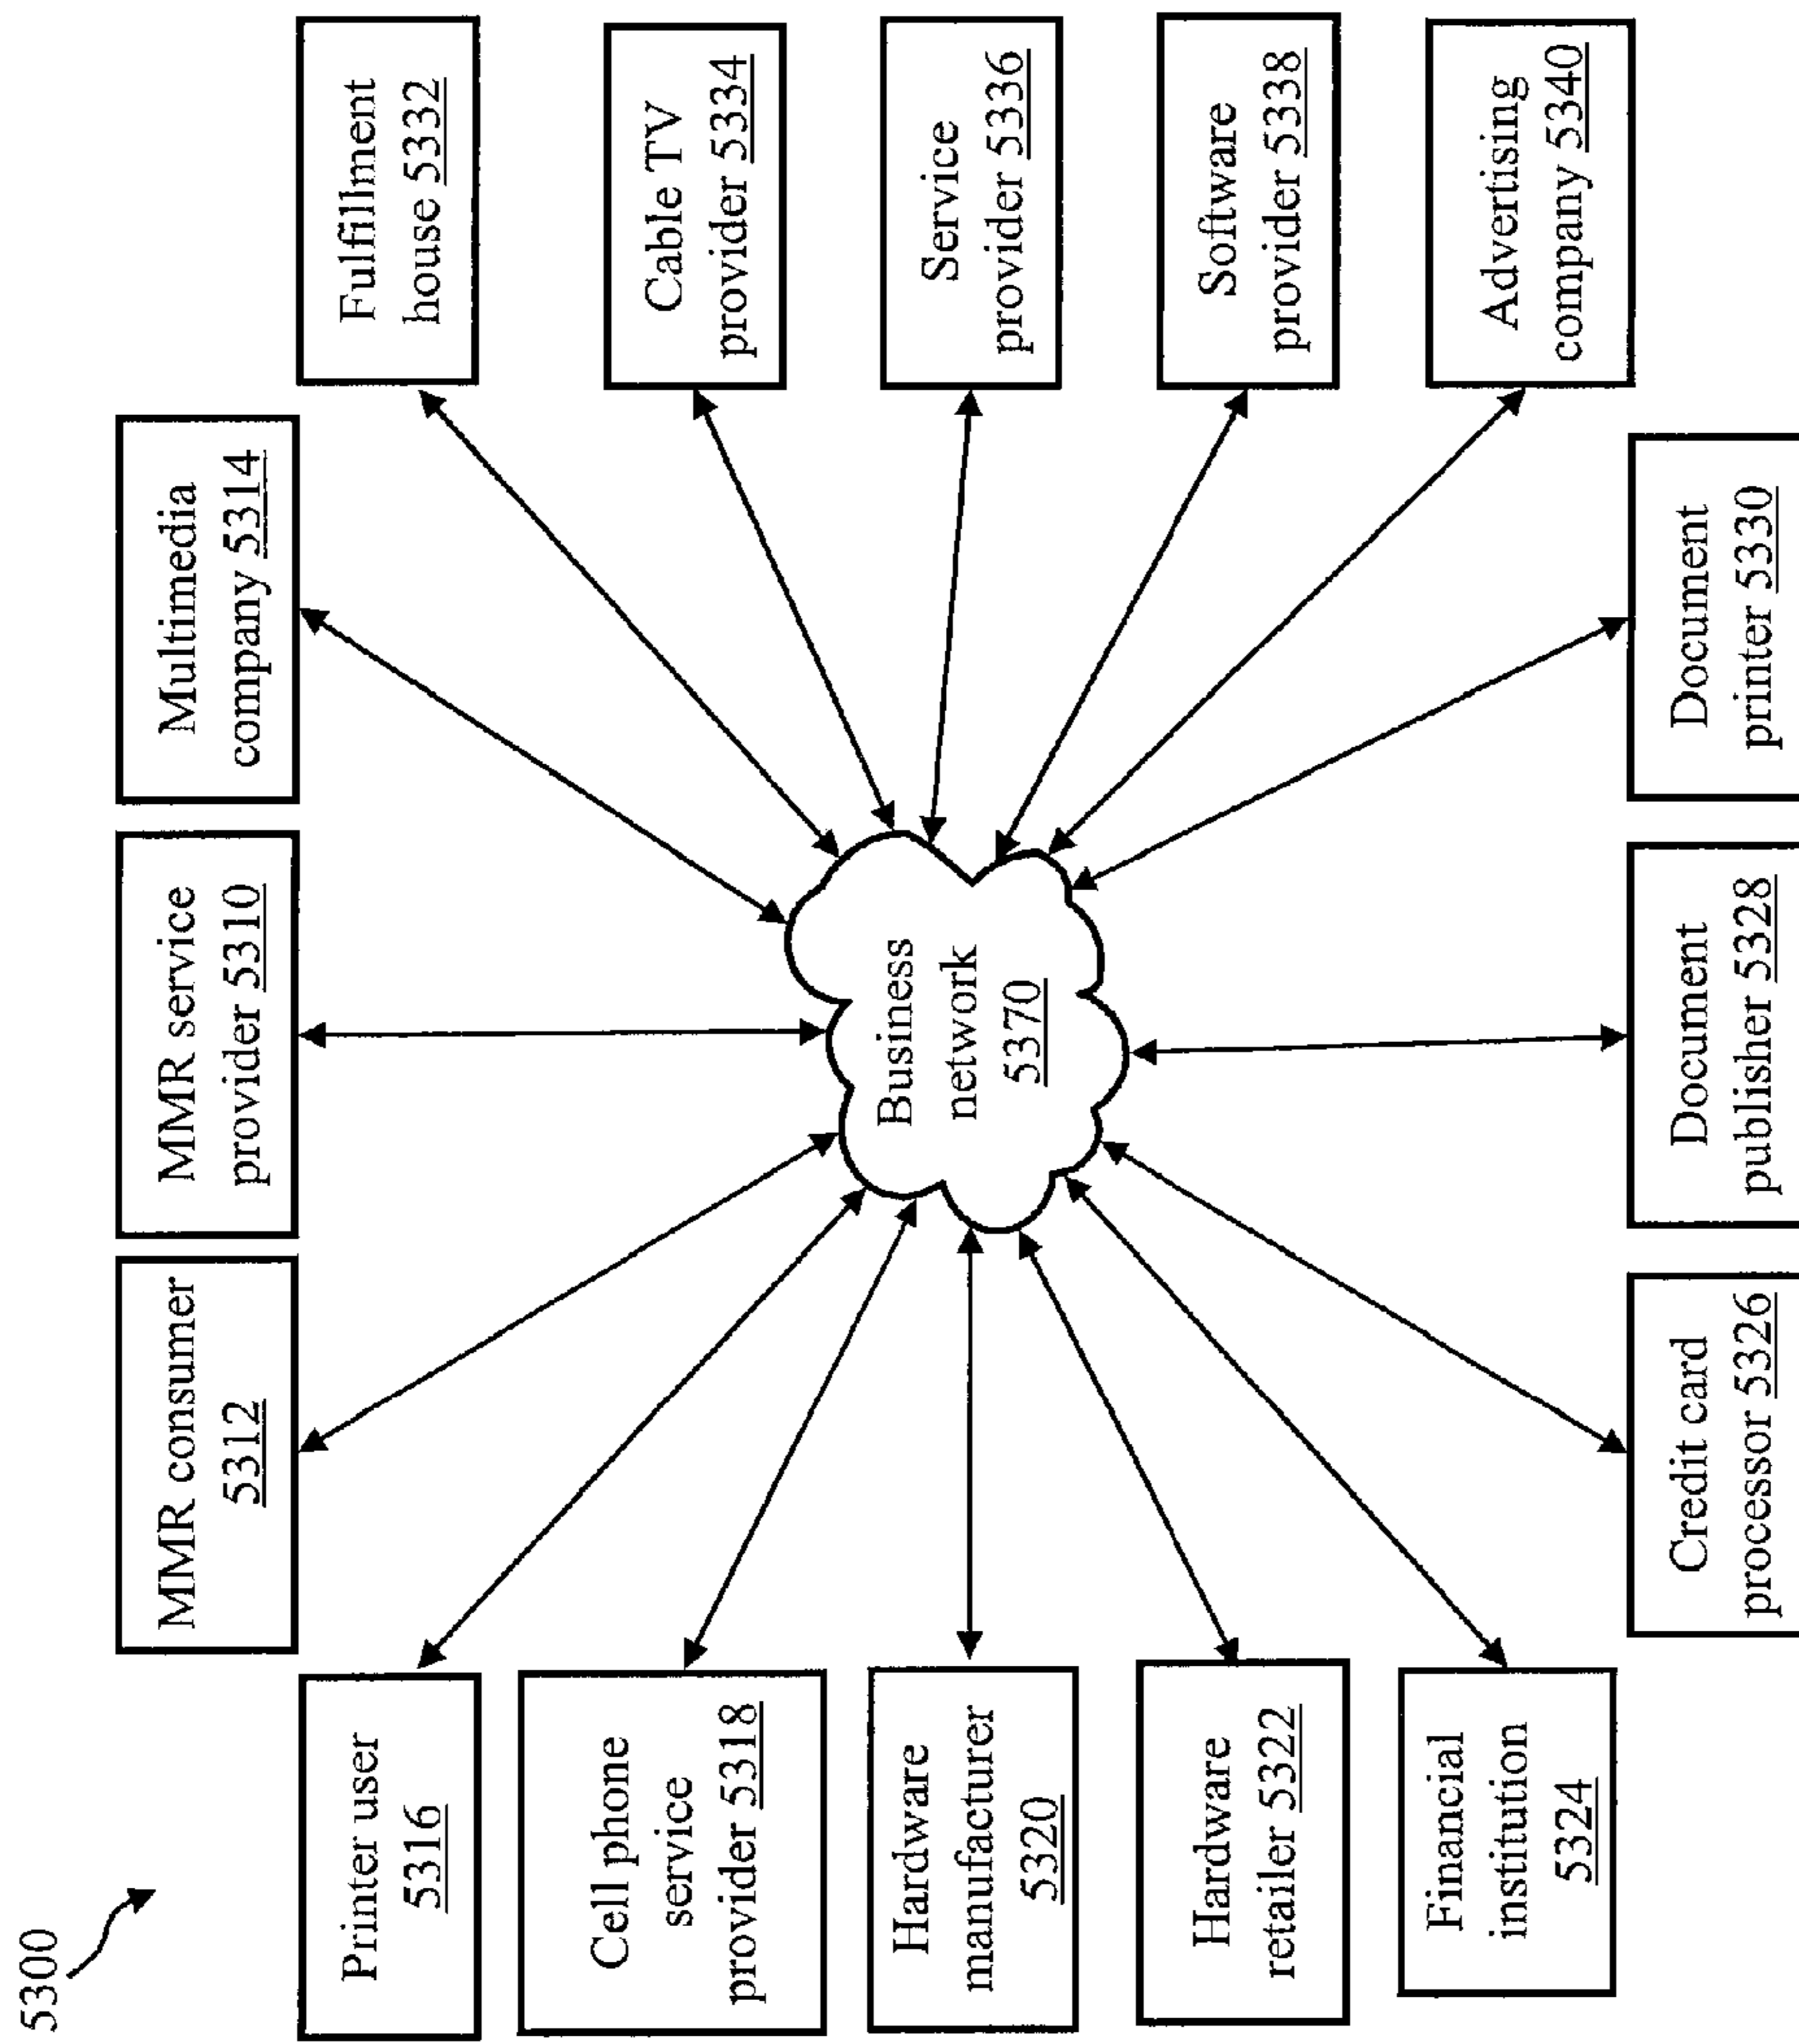 5300
MMR consumer
5312
MMR service
provider 5310
Multimedia
company 5314
Printer user
5316
Fulfillment
house 5332
Cell phone
service
provider 5318
Cable TV
provider 5334
Hardware
manufacturer
5320
Business
network
5370
Service
provider 5336
Hardware
retailer 5322
Software
provider 5338
Financial
institution
5324
Advertising
company 5340
Credit card
processor 5326
Document
publisher 5328
Document
printer 5330